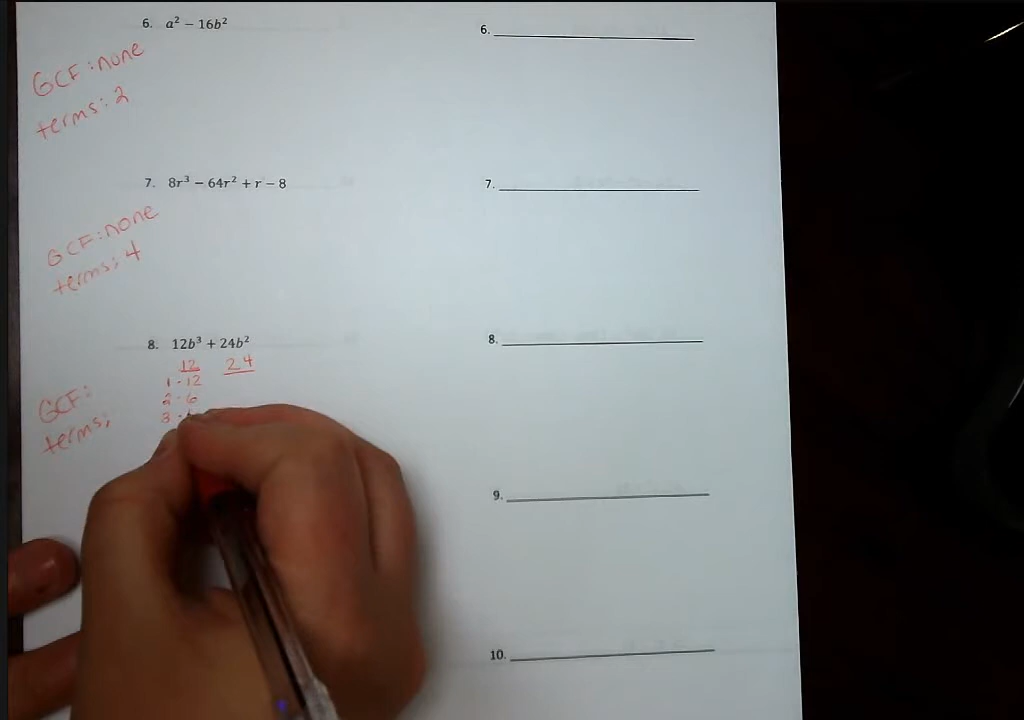 6. a² − 16b²
6.
GCF: none
terms: 2
7. 8r³ − 64r² + r − 8
7.
GCF: none
terms: 4
8. 12b³ + 24b²
8.
12 24
1 · 12
2 · 6
3 ·
GCF:
terms:
9.
10.